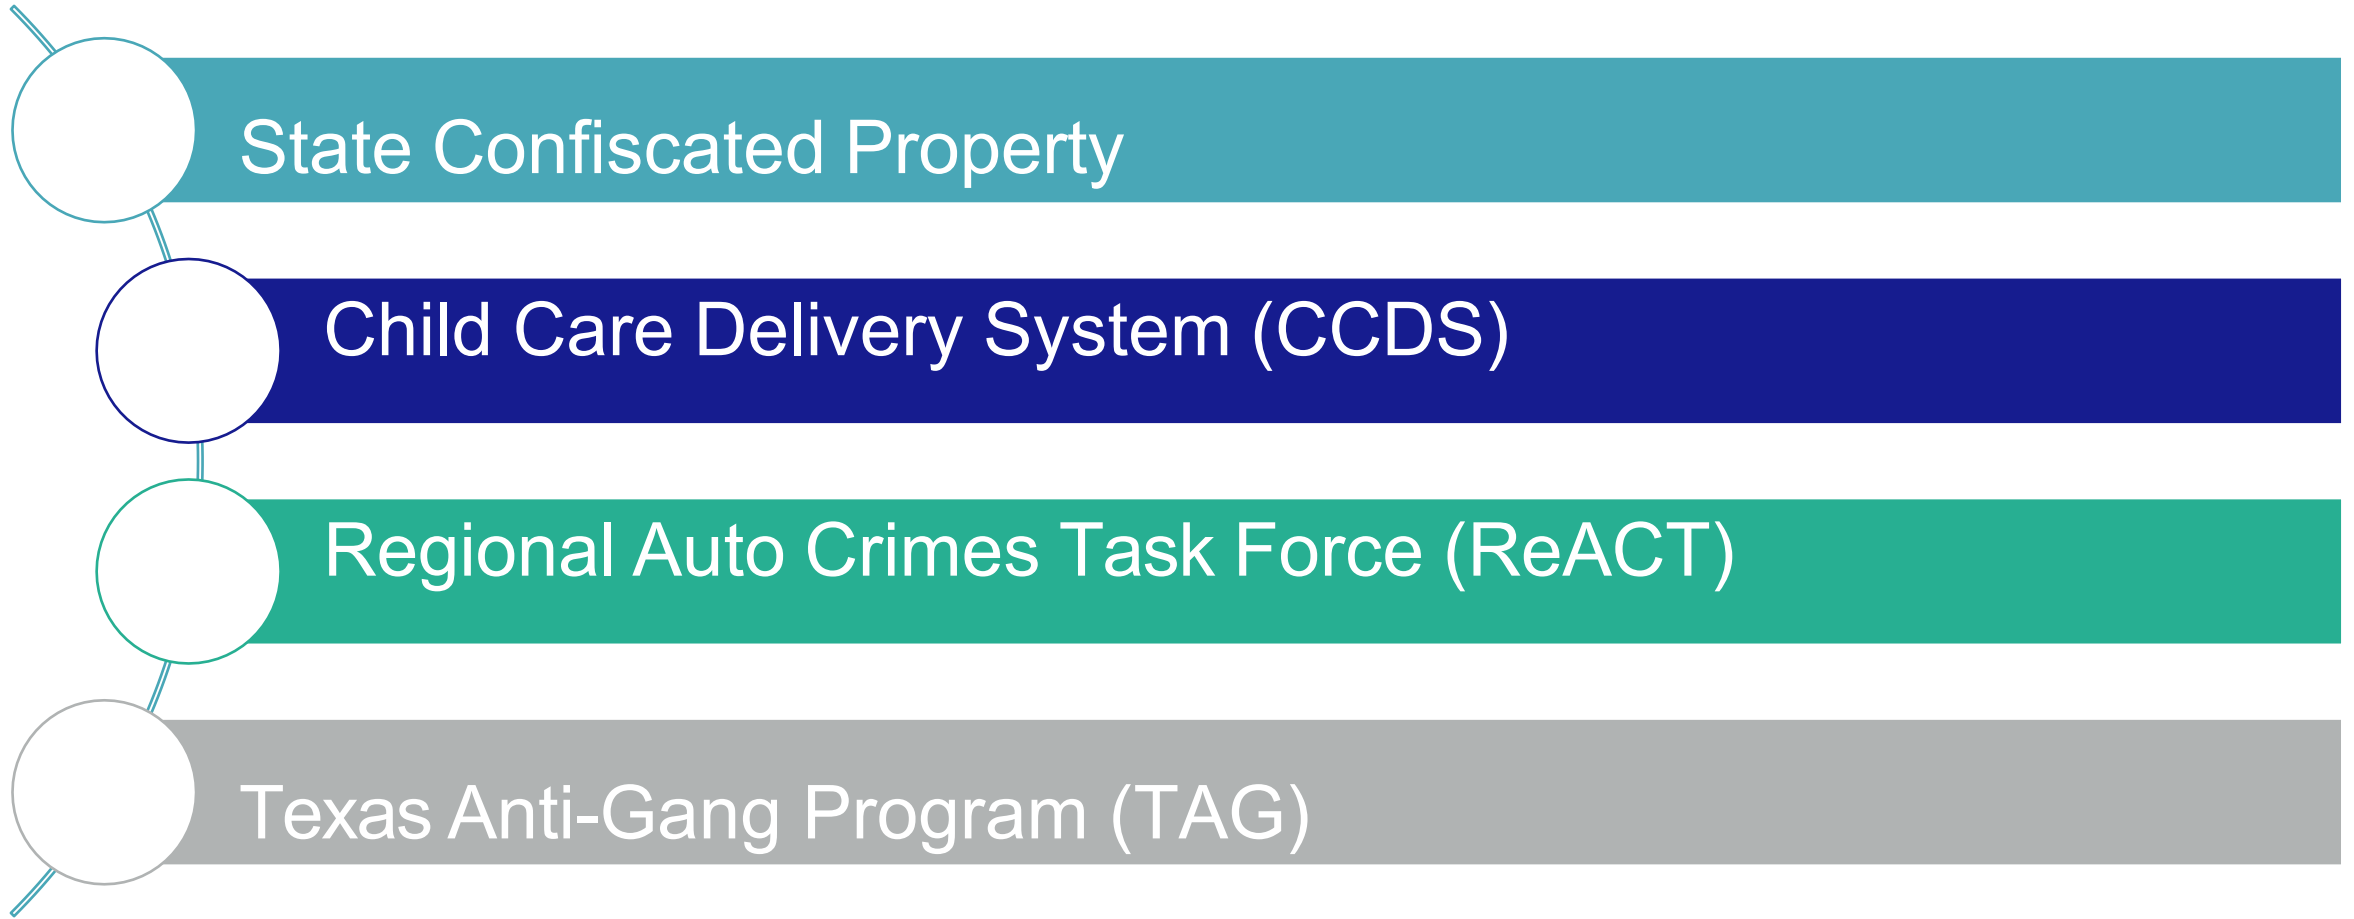 State Confiscated Property
Child Care Delivery System (CCDS)
Regional Auto Crimes Task Force (ReACT)
Texas Anti-Gang Program (TAG)